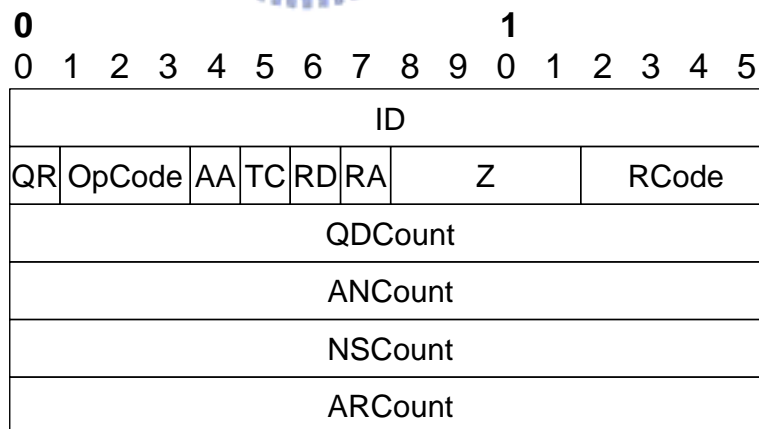 0 1
0 1 2 3 4 5 6 7 8 9 0 1 2 3 4 5
ID
QR OpCode AA TC RD RA Z RCode
QDCount
ANCount
NSCount
ARCount